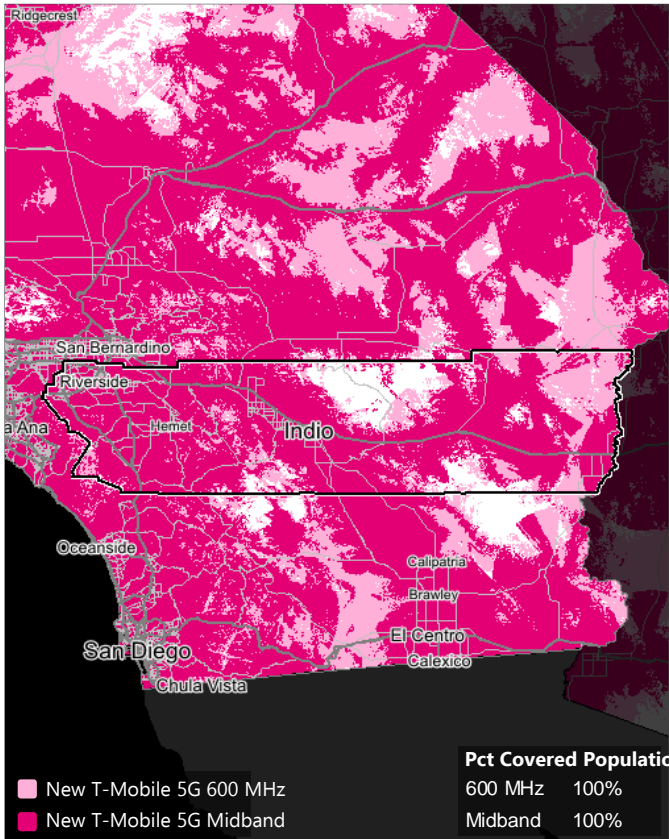 Ridgecrest
San Bernardino
Riverside
a Ana
Hemet
Indio
Oceanside
Calipatria
Brawley
El Centro
San Diego
Calexico
Chula Vista
Pct Covered Populatio
New T-Mobile 5G 600 MHz
600 MHz 100%
New T-Mobile 5G Midband
Midband 100%